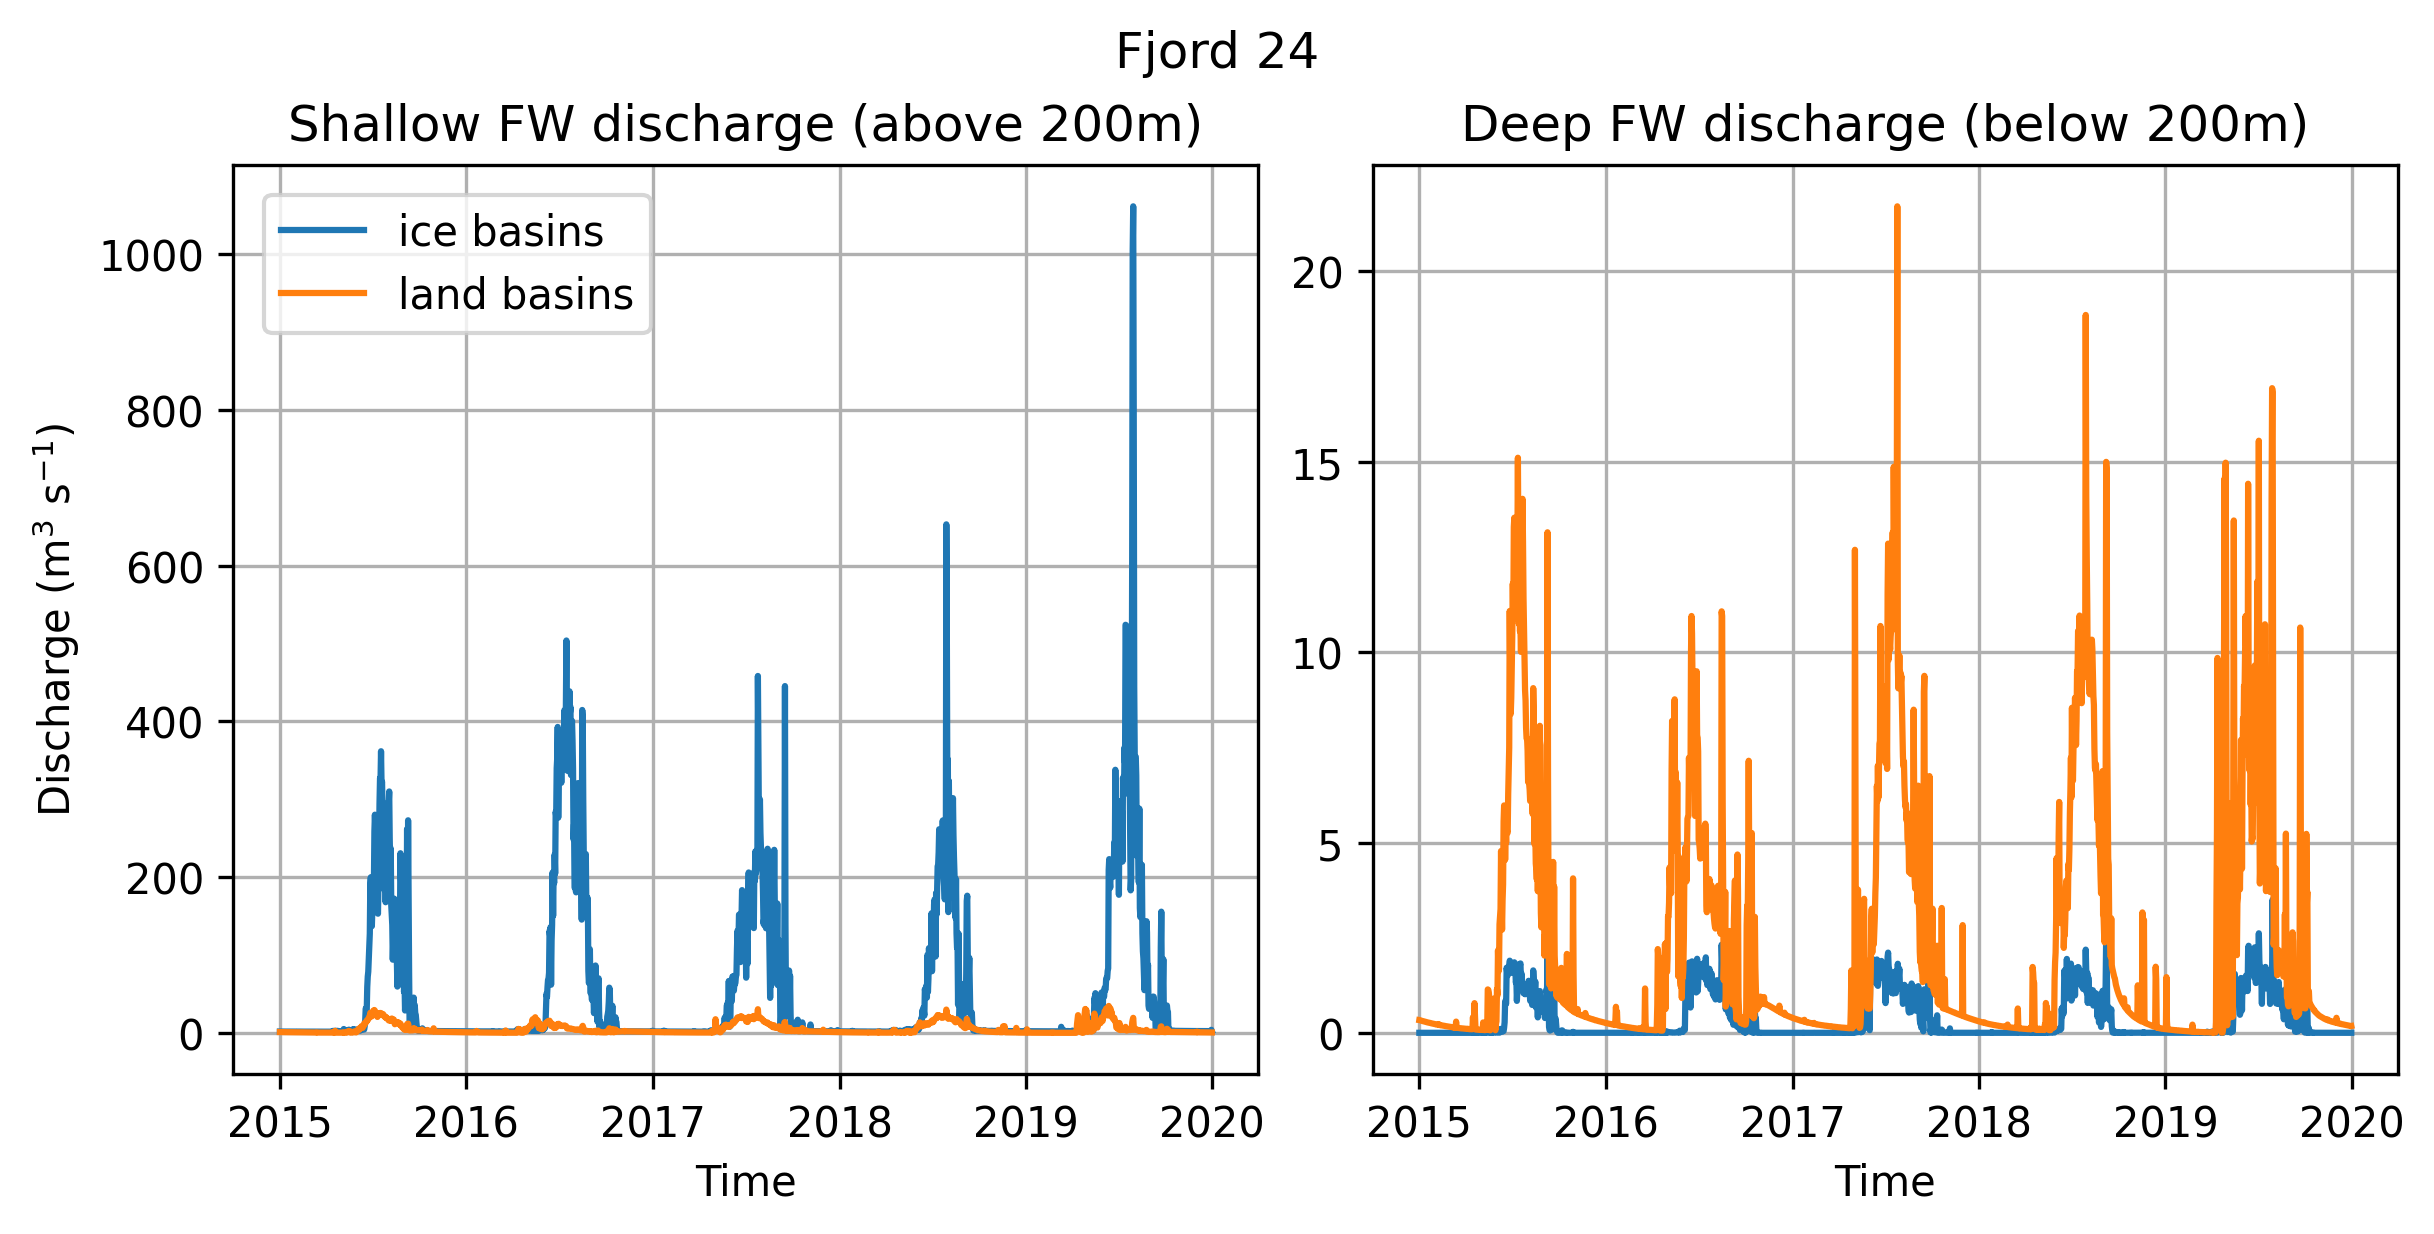 Fjord 24
Shallow FW discharge (above 200m)
Deep FW discharge (below 200m)
ice basins
land basins
1000
800
600
400
200
0
Discharge (m³ s⁻¹)
2015 2016 2017 2018 2019 2020
Time
20
15
10
5
0
2015 2016 2017 2018 2019 2020
Time